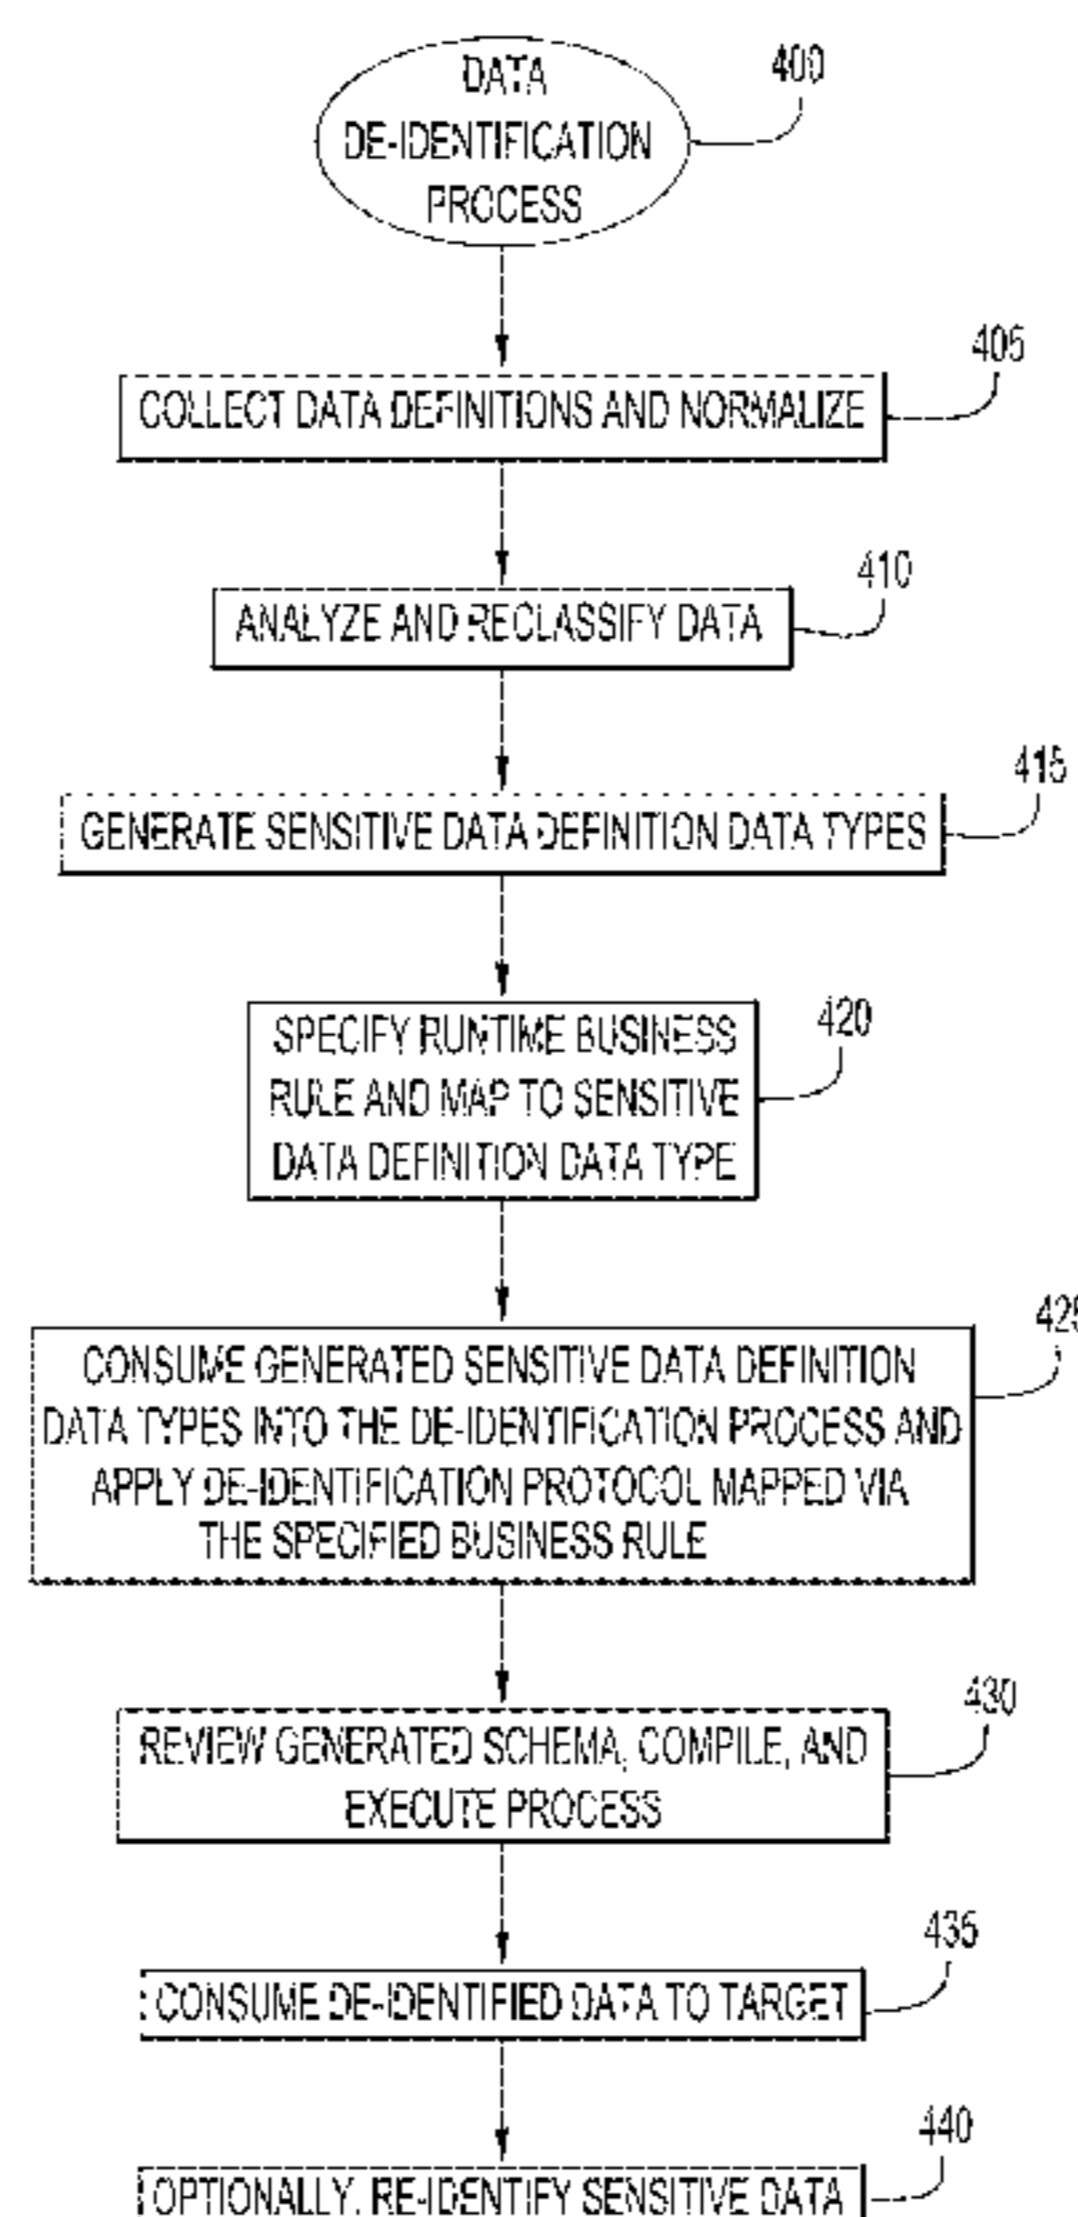 DATA
DE-IDENTIFICATION
PROCESS
400
405
COLLECT DATA DEFINITIONS AND NORMALIZE
410
ANALYZE AND RECLASSIFY DATA
415
GENERATE SENSITIVE DATA DEFINITION DATA TYPES
420
SPECIFY RUNTIME BUSINESS
RULE AND MAP TO SENSITIVE
DATA DEFINITION DATA TYPE
425
CONSUME GENERATED SENSITIVE DATA DEFINITION
DATA TYPES INTO THE DE-IDENTIFICATION PROCESS AND
APPLY DE-IDENTIFICATION PROTOCOL MAPPED VIA
THE SPECIFIED BUSINESS RULE
430
REVIEW GENERATED SCHEMA, COMPILE, AND
EXECUTE PROCESS
435
CONSUME DE-IDENTIFIED DATA TO TARGET
440
OPTIONALLY, RE-IDENTIFY SENSITIVE DATA